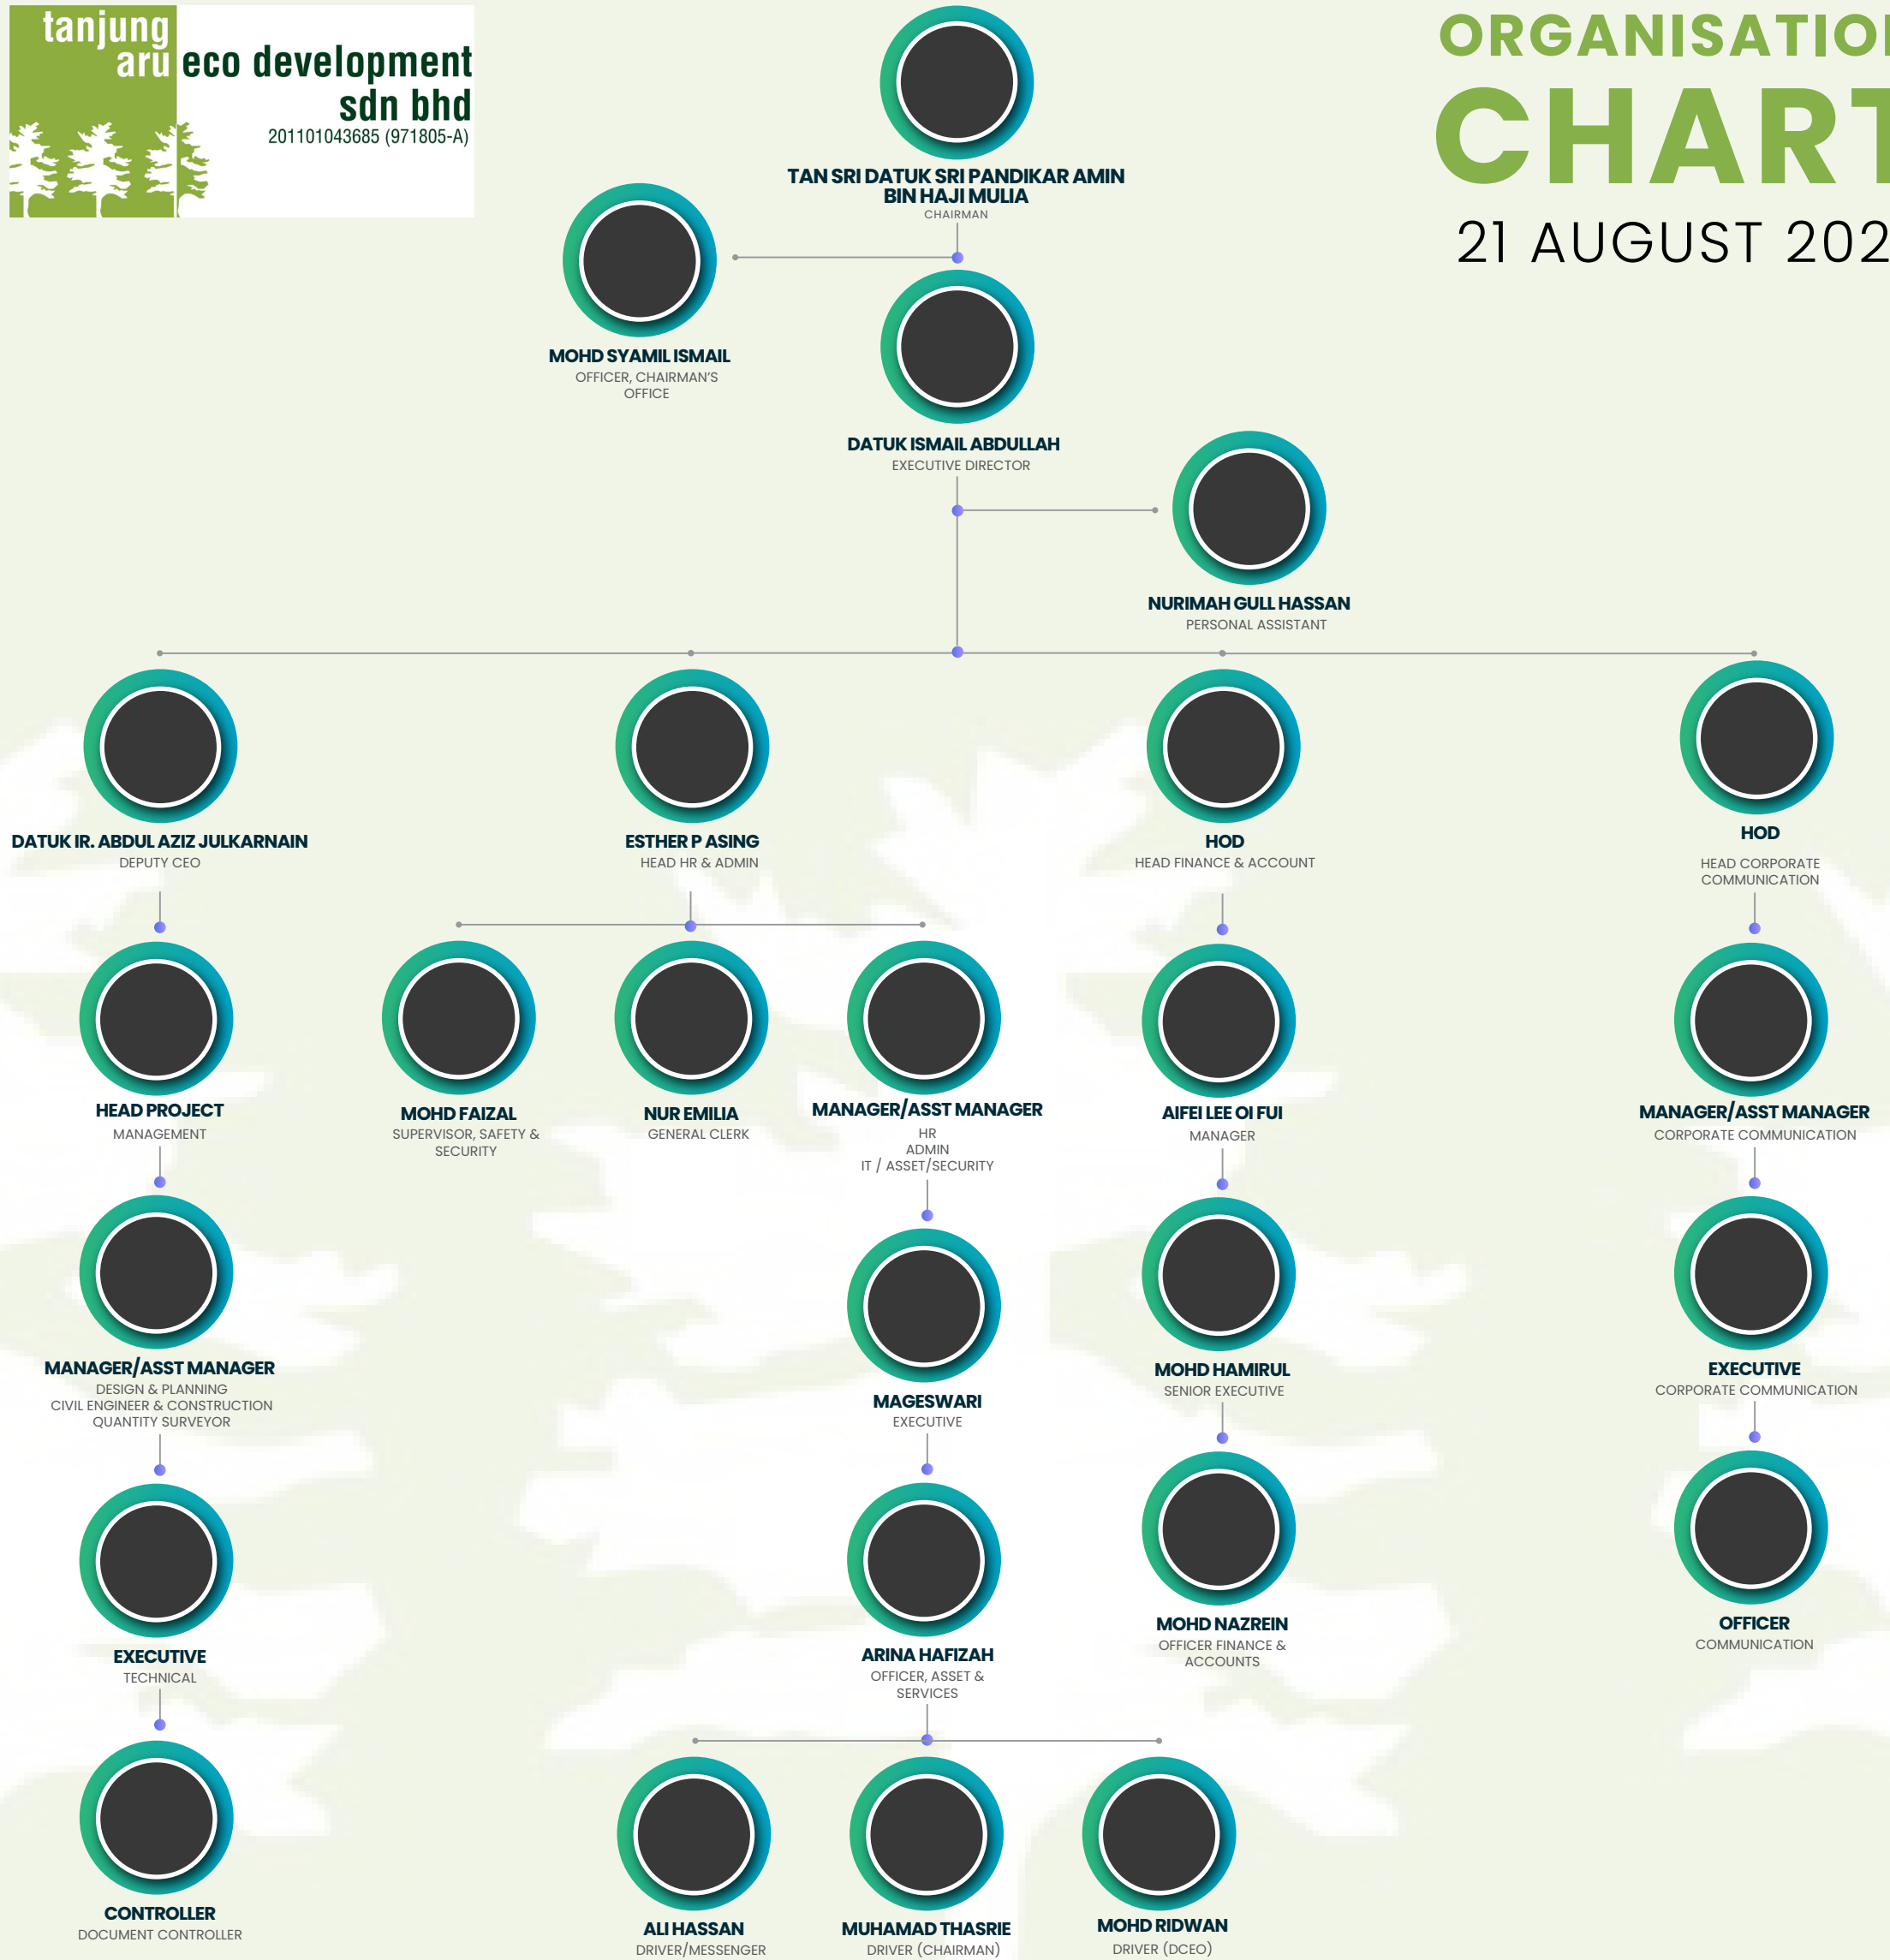 tanjung
aru eco development
sdn bhd
201101043685 (971805-A)
ORGANISATION
CHART
21 AUGUST 202
TAN SRI DATUK SRI PANDIKAR AMIN
BIN HAJI MULIA
CHAIRMAN
MOHD SYAMIL ISMAIL
OFFICER, CHAIRMAN'S
OFFICE
DATUK ISMAIL ABDULLAH
EXECUTIVE DIRECTOR
NURIMAH GULL HASSAN
PERSONAL ASSISTANT
DATUK IR. ABDUL AZIZ JULKARNAIN
DEPUTY CEO
ESTHER P ASING
HEAD HR & ADMIN
HOD
HEAD FINANCE & ACCOUNT
HOD
HEAD CORPORATE
COMMUNICATION
HEAD PROJECT
MANAGEMENT
MOHD FAIZAL
SUPERVISOR, SAFETY &
SECURITY
NUR EMILIA
GENERAL CLERK
MANAGER/ASST MANAGER
HR
ADMIN
IT / ASSET/SECURITY
AIFEI LEE OI FUI
MANAGER
MANAGER/ASST MANAGER
CORPORATE COMMUNICATION
MANAGER/ASST MANAGER
DESIGN & PLANNING
CIVIL ENGINEER & CONSTRUCTION
QUANTITY SURVEYOR
MAGESWARI
EXECUTIVE
MOHD HAMIRUL
SENIOR EXECUTIVE
EXECUTIVE
CORPORATE COMMUNICATION
EXECUTIVE
TECHNICAL
ARINA HAFIZAH
OFFICER, ASSET &
SERVICES
MOHD NAZREIN
OFFICER FINANCE &
ACCOUNTS
OFFICER
COMMUNICATION
CONTROLLER
DOCUMENT CONTROLLER
ALI HASSAN
DRIVER/MESSENGER
MUHAMAD THASRIE
DRIVER (CHAIRMAN)
MOHD RIDWAN
DRIVER (DCEO)